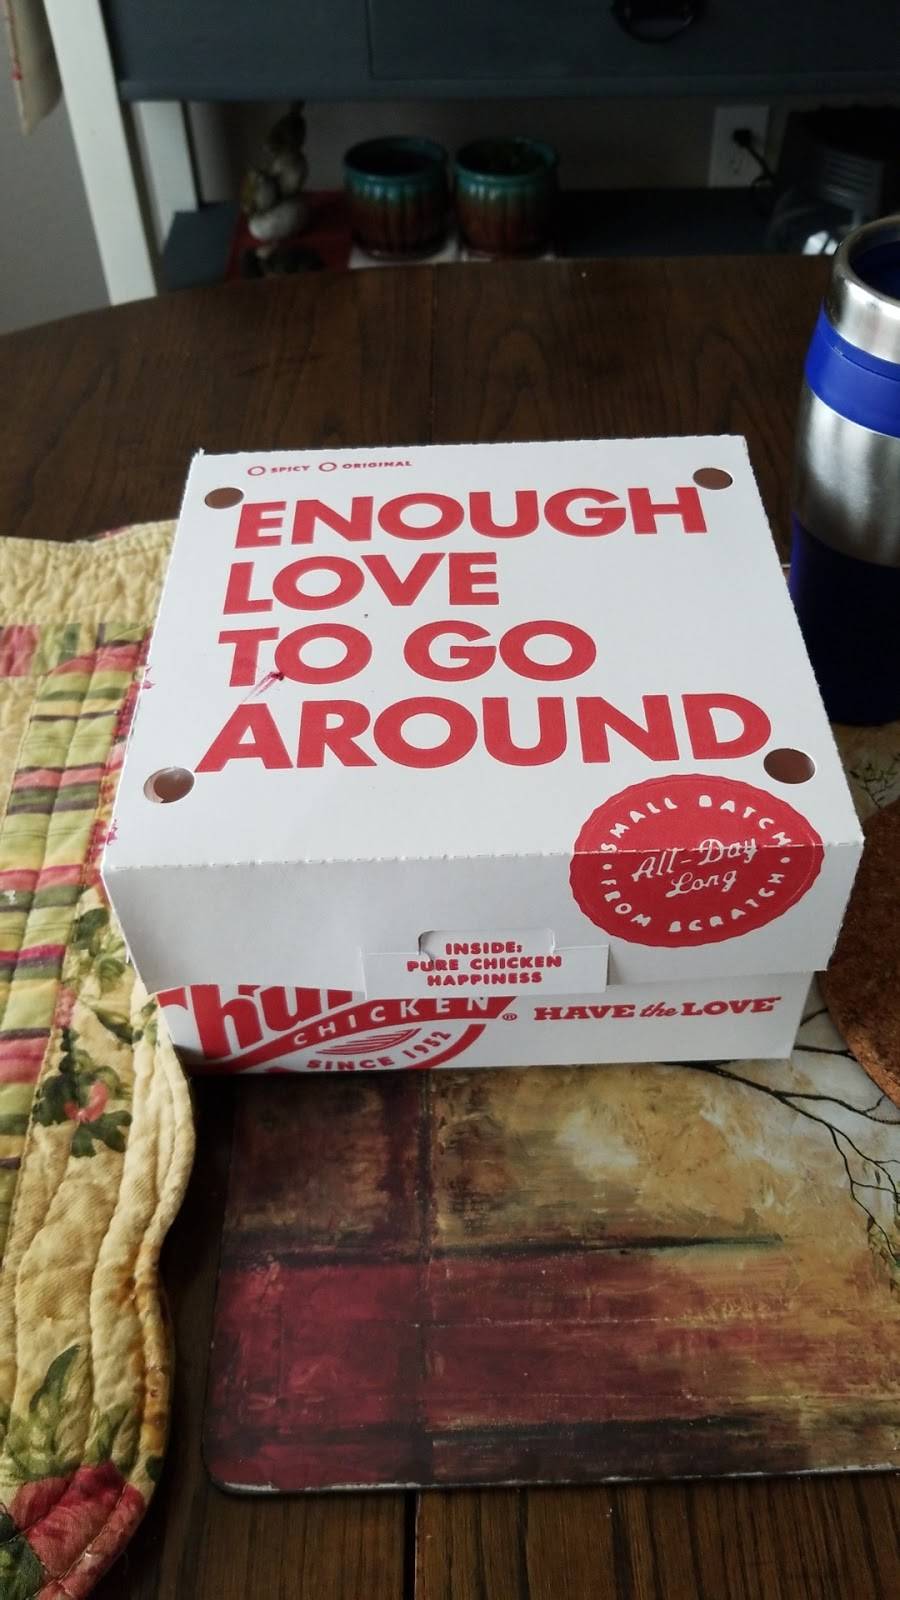 SPICY ORIGINAL
ENOUGH
LOVE
TO GO
AROUND
SMALL BATCH
All-Day
Long
FROM SCRATCH
INSIDE:
PURE CHICKEN
HAPPINESS
CHICKEN®
SINCE 1952
HAVE the LOVE™